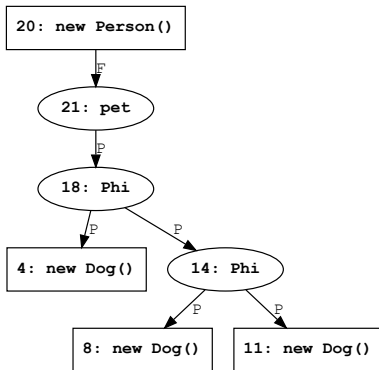 20: new Person()
F
21: pet
P
18: Phi
P
P
4: new Dog()
14: Phi
P
P
8: new Dog()
11: new Dog()